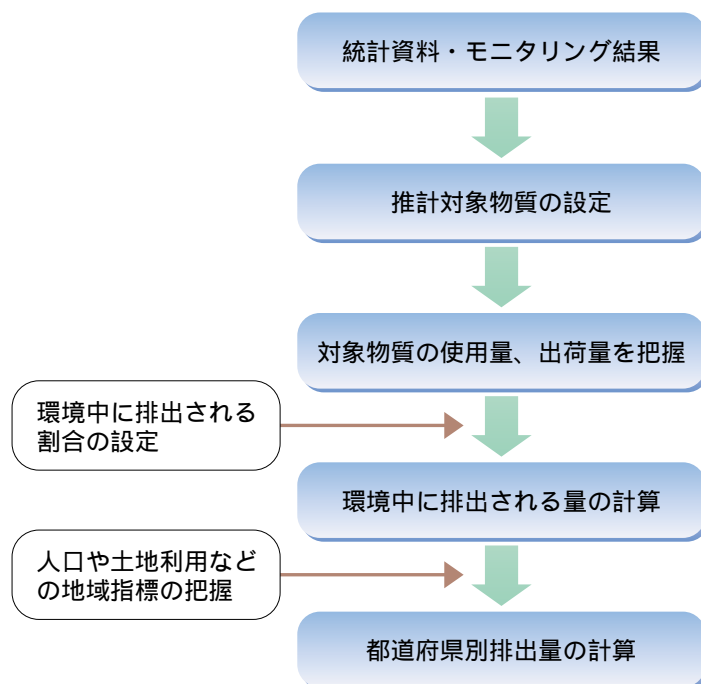 統計資料・モニタリング結果
推計対象物質の設定
対象物質の使用量、出荷量を把握
環境中に排出される
割合の設定
環境中に排出される量の計算
人口や土地利用など
の地域指標の把握
都道府県別排出量の計算